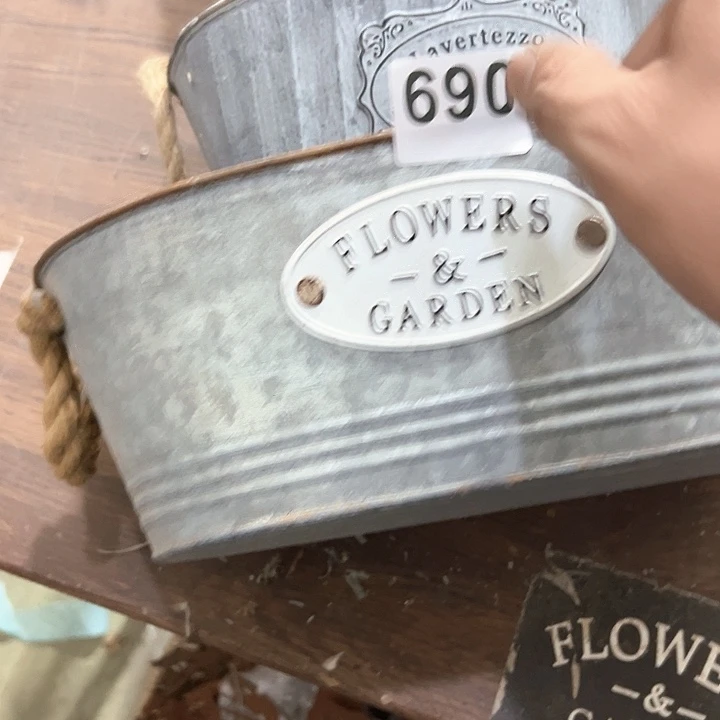 Lavertezzo
690
FLOWERS
- & -
GARDEN
FLOWE
- & -